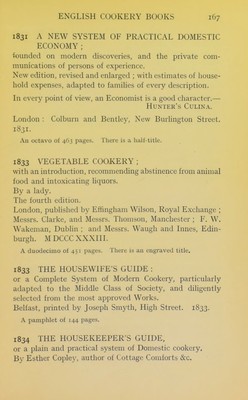 ENGLISH COOKERY BOOKS 167
1831 A NEW SYSTEM OF PRACTICAL DOMESTIC
ECONOMY ;
founded on modern discoveries, and the private com-
munications of persons of experience.
New edition, revised and enlarged ; with estimates of house-
hold expenses, adapted to families of every description.
In every point of view, an Economist is a good character.—
HUNTER'S CULINA.
London : Colburn and Bentley, New Burlington Street.
1831.
An octavo of 463 pages. There is a half-title.
1833 VEGETABLE COOKERY ;
with an introduction, recommending abstinence from animal
food and intoxicating liquors.
By a lady.
The fourth edition.
London, published by Effingham Wilson, Royal Exchange ;
Messrs. Clarke, and Messrs. Thomson, Manchester ; F. W.
Wakeman, Dublin ; and Messrs. Waugh and Innes, Edin-
burgh. M DCCC XXXIII.
A duodecimo of 451 pages. There is an engraved title.
1833 THE HOUSEWIFE'S GUIDE :
or a Complete System of Modern Cookery, particularly
adapted to the Middle Class of Society, and diligently
selected from the most approved Works.
Belfast, printed by Joseph Smyth, High Street. 1833.
A pamphlet of 144 pages.
1834 THE HOUSEKEEPER'S GUIDE,
or a plain and practical system of Domestic cookery.
By Esther Copley, author of Cottage Comforts &c.